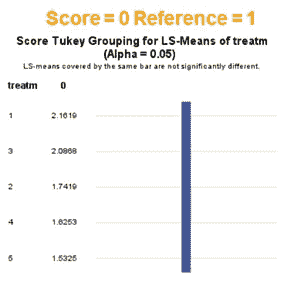 Score = 0 Reference = 1
Score Tukey Grouping for LS-Means of treatm
(Alpha = 0.05)
LS-means covered by the same bar are not significantly different.
treatm 0
1 2.1619
3 2.0868
2 1.7419
4 1.6253
5 1.5325